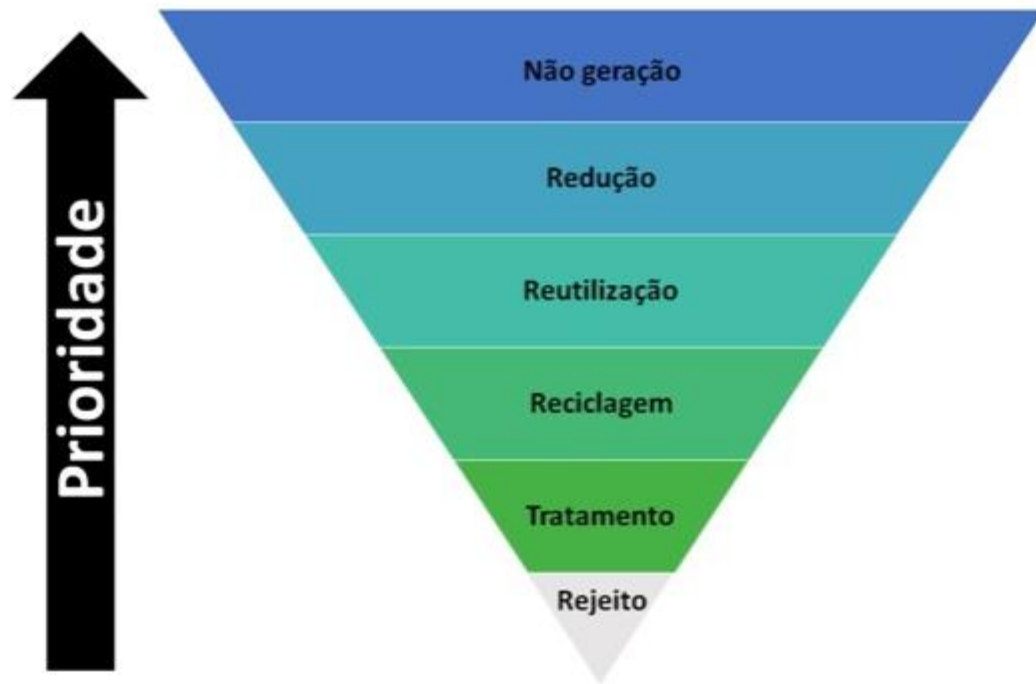 Prioridade
Não geração
Redução
Reutilização
Reciclagem
Tratamento
Rejeito